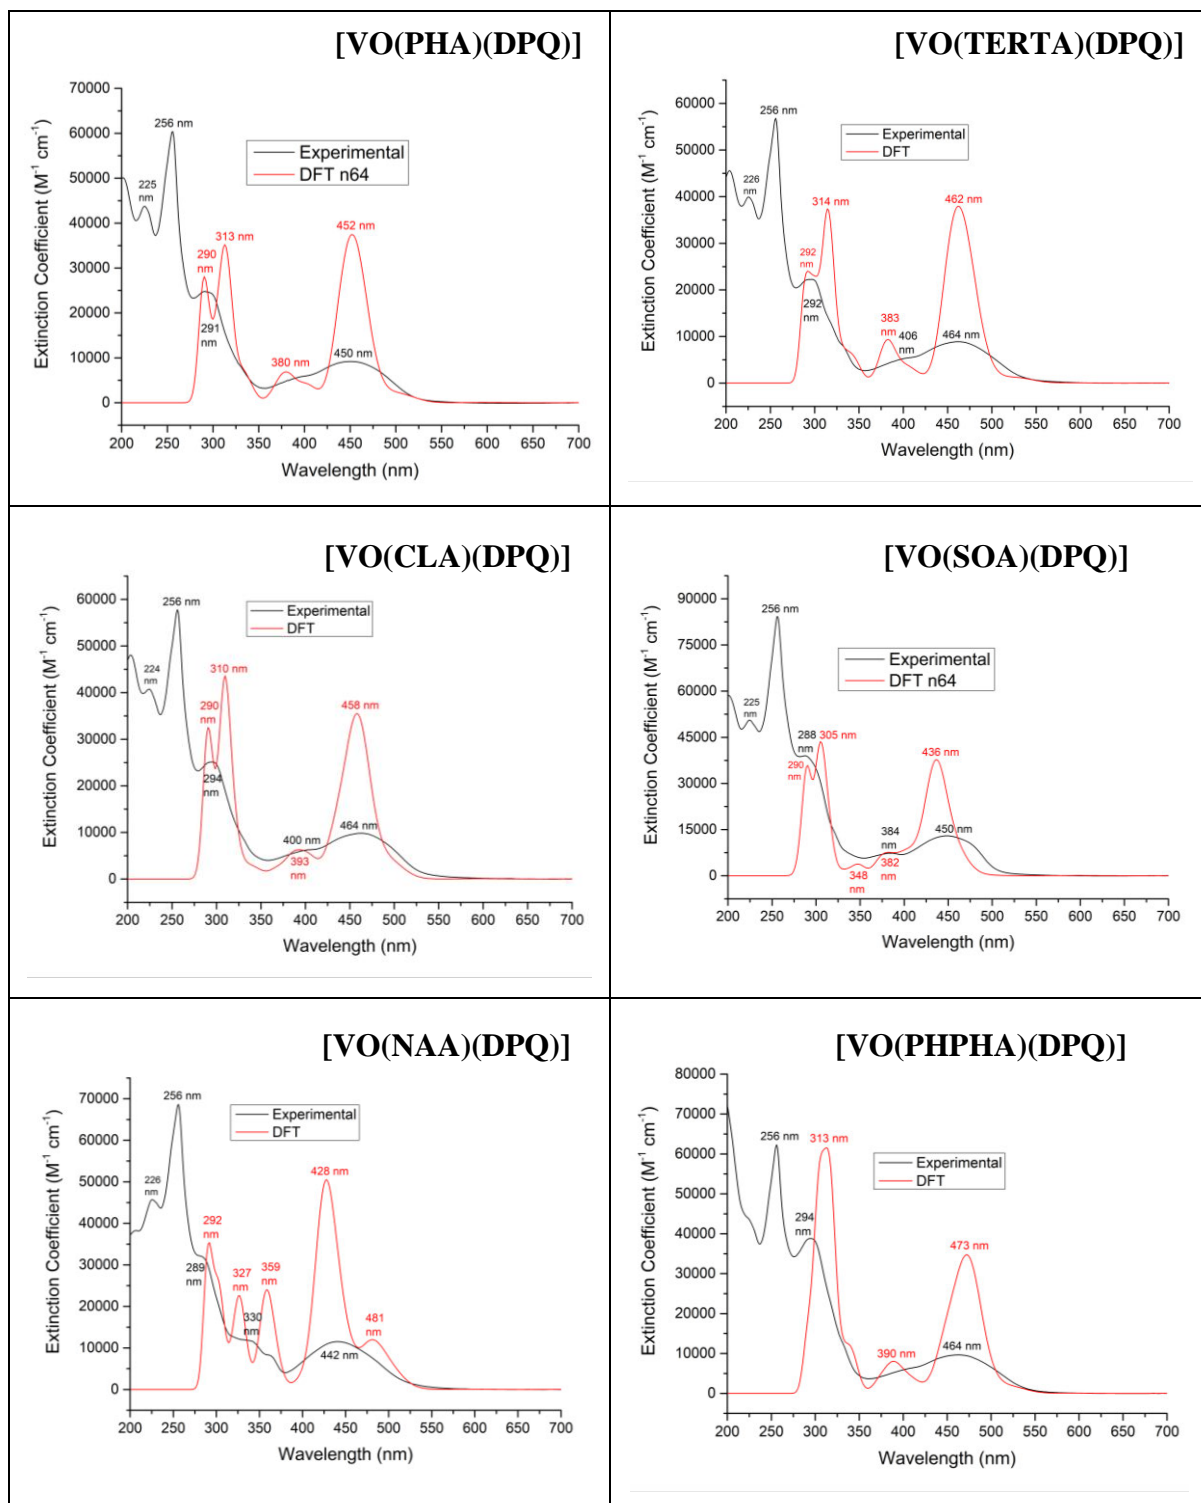 [VO(PHA)(DPQ)]
70000
60000
50000
40000
30000
20000
10000
0
Extinction Coefficient (M⁻¹ cm⁻¹)
256 nm
225
nm
Experimental
DFT n64
290
nm
313 nm
291
nm
380 nm
452 nm
450 nm
200 250 300 350 400 450 500 550 600 650 700
Wavelength (nm)
[VO(TERTA)(DPQ)]
60000
50000
40000
30000
20000
10000
0
Extinction Coefficient (M⁻¹ cm⁻¹)
256 nm
226
nm
Experimental
DFT
314 nm
292
nm
292
nm
383
nm
406
nm
462 nm
464 nm
200 250 300 350 400 450 500 550 600 650 700
Wavelength (nm)
[VO(CLA)(DPQ)]
60000
50000
40000
30000
20000
10000
0
Extinction Coefficient (M⁻¹ cm⁻¹)
256 nm
224
nm
Experimental
DFT
290
nm
310 nm
294
nm
400 nm
393
nm
458 nm
464 nm
200 250 300 350 400 450 500 550 600 650 700
Wavelength (nm)
[VO(SOA)(DPQ)]
90000
75000
60000
45000
30000
15000
0
Extinction Coefficient (M⁻¹ cm⁻¹)
256 nm
225
nm
Experimental
DFT n64
288
nm
305 nm
290
nm
348
nm
384
nm
382
nm
436 nm
450 nm
200 250 300 350 400 450 500 550 600 650 700
Wavelength (nm)
[VO(NAA)(DPQ)]
70000
60000
50000
40000
30000
20000
10000
0
Extinction Coefficient (M⁻¹ cm⁻¹)
256 nm
226
nm
Experimental
DFT
292
nm
289
nm
327
nm
330
nm
359
nm
428 nm
442 nm
481
nm
200 250 300 350 400 450 500 550 600 650 700
Wavelength (nm)
[VO(PHPHA)(DPQ)]
80000
70000
60000
50000
40000
30000
20000
10000
0
Extinction Coefficient (M⁻¹ cm⁻¹)
256 nm
313 nm
294
nm
Experimental
DFT
390 nm
473 nm
464 nm
200 250 300 350 400 450 500 550 600 650 700
Wavelength (nm)